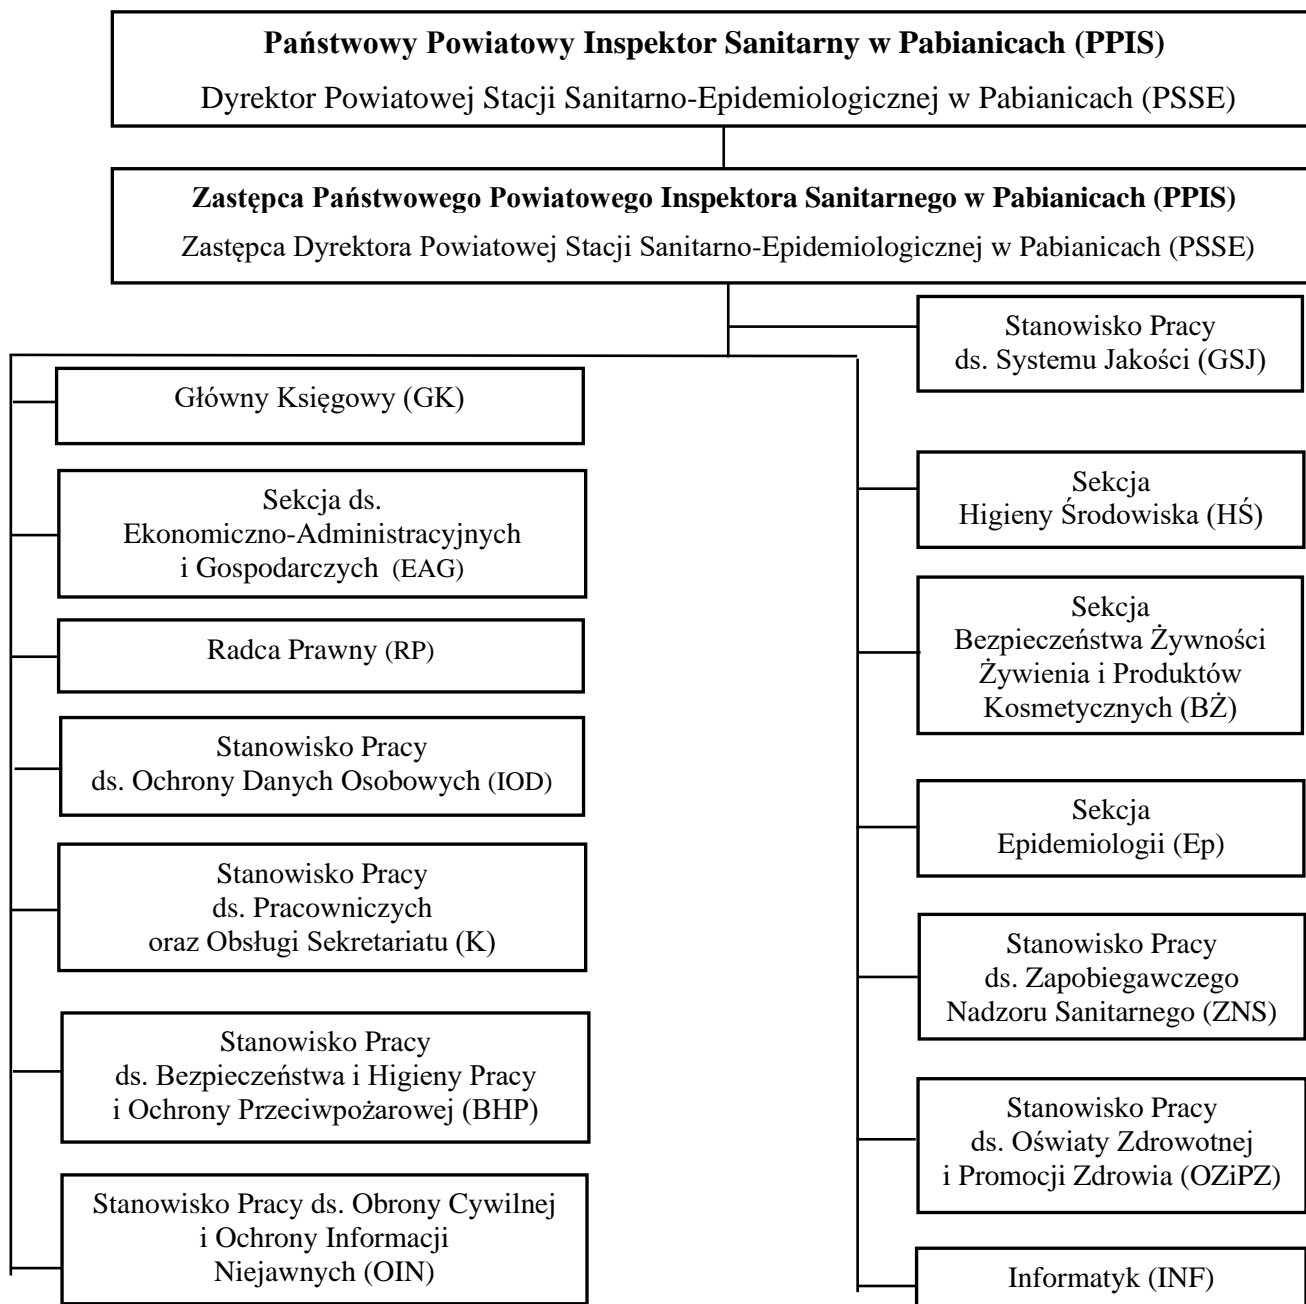 Państwowy Powiatowy Inspektor Sanitarny w Pabianicach (PPIS)
Dyrektor Powiatowej Stacji Sanitarno-Epidemiologicznej w Pabianicach (PSSE)
Zastępca Państwowego Powiatowego Inspektora Sanitarnego w Pabianicach (PPIS)
Zastępca Dyrektora Powiatowej Stacji Sanitarno-Epidemiologicznej w Pabianicach (PSSE)
Główny Księgowy (GK)
Sekcja ds.
Ekonomiczno-Administracyjnych
i Gospodarczych (EAG)
Radca Prawny (RP)
Stanowisko Pracy
ds. Ochrony Danych Osobowych (IOD)
Stanowisko Pracy
ds. Pracowniczych
oraz Obsługi Sekretariatu (K)
Stanowisko Pracy
ds. Bezpieczeństwa i Higieny Pracy
i Ochrony Przeciwpożarowej (BHP)
Stanowisko Pracy ds. Obrony Cywilnej
i Ochrony Informacji
Niejawnych (OIN)
Stanowisko Pracy
ds. Systemu Jakości (GSJ)
Sekcja
Higieny Środowiska (HŚ)
Sekcja
Bezpieczeństwa Żywności
Żywienia i Produktów
Kosmetycznych (BŻ)
Sekcja
Epidemiologii (Ep)
Stanowisko Pracy
ds. Zapobiegawczego
Nadzoru Sanitarnego (ZNS)
Stanowisko Pracy
ds. Oświaty Zdrowotnej
i Promocji Zdrowia (OZiPZ)
Informatyk (INF)